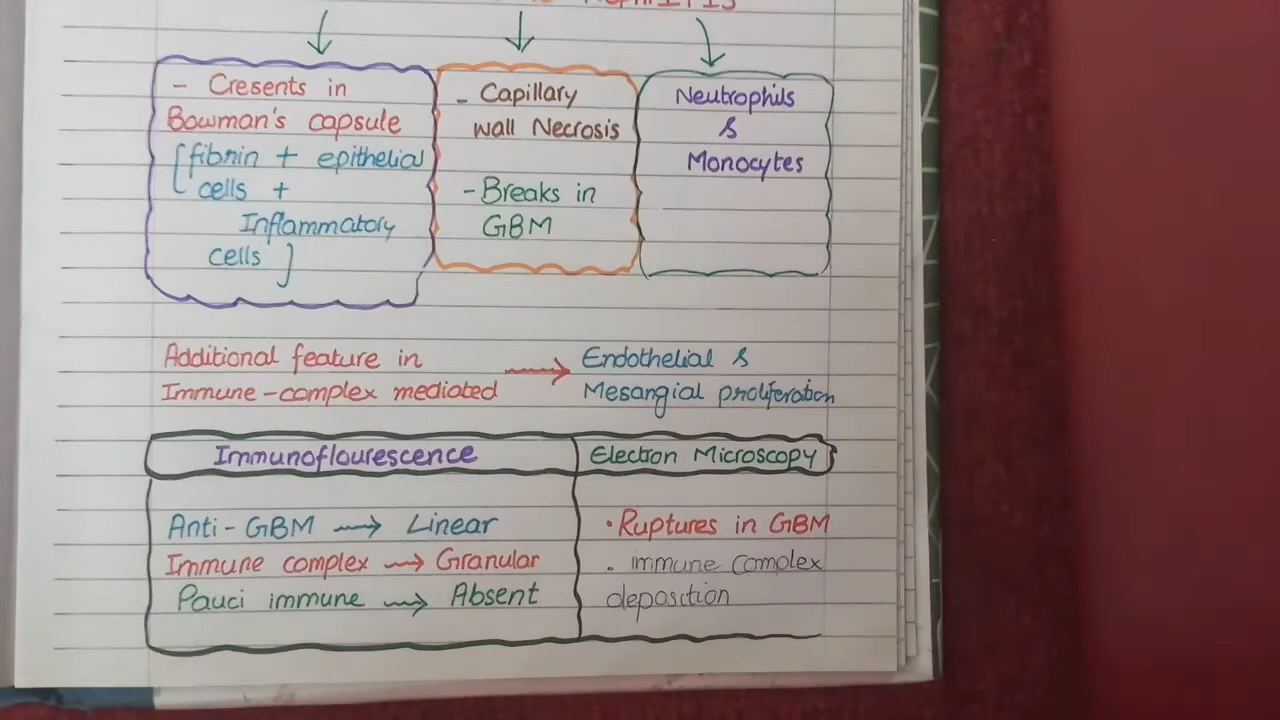 - Cresents in
Bowman's capsule
[fibrin + epithelial
cells +
Inflammatory
cells ]
- Capillary
wall Necrosis
- Breaks in
GBM
Neutrophils
&
Monocytes
Additional feature in
Immune-complex mediated
→ Endothelial &
Mesangial proliferation
Immunoflourescence
Anti-GBM → Linear
Immune complex → Granular
Pauci immune → Absent
Electron Microscopy
• Ruptures in GBM
. immune complex
deposition